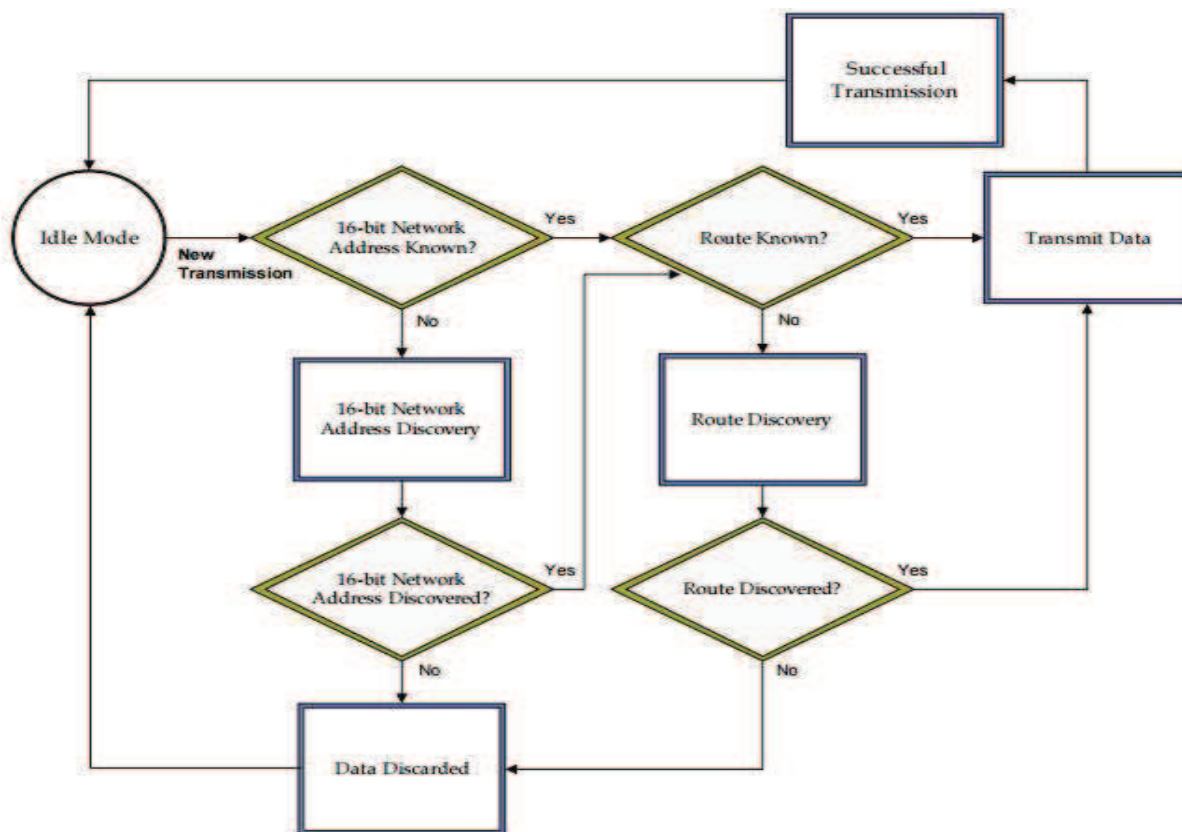 Successful
Transmission
Idle Mode
New
Transmission
16-bit Network
Address Known?
Yes
Route Known?
Yes
Transmit Data
No
No
16-bit Network
Address Discovery
Route Discovery
16-bit Network
Address Discovered?
Yes
Route Discovered?
Yes
No
No
Data Discarded